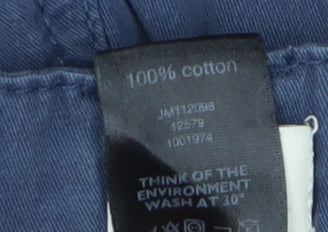 100% cotton
JM112098
12579
1001974
THINK OF THE
ENVIRONMENT
WASH AT 30°